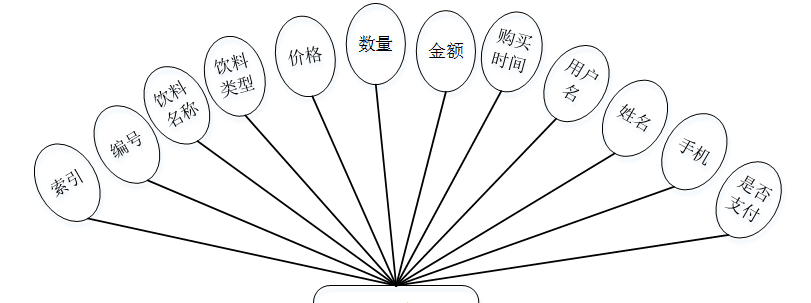 索引
编号
饮料
名称
饮料
类型
价格
数量
金额
购买
时间
用户
名
姓名
手机
是否
支付